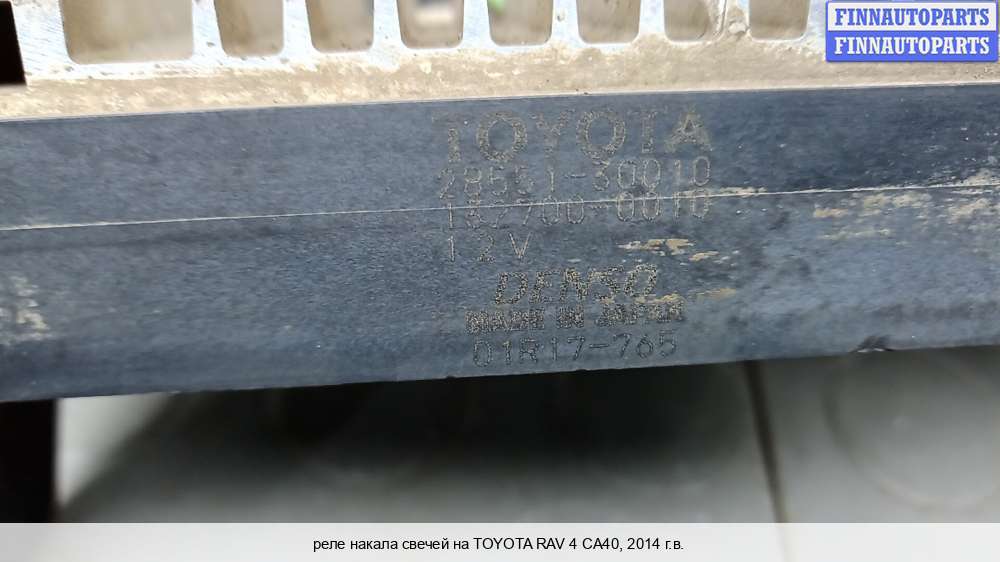 FINNAUTOPARTS
FINNAUTOPARTS
TOYOTA
28551-30010
182700-0010
12V
DENSO
MADE IN JAPAN
01R17-765
реле накала свечей на TOYOTA RAV 4 CA40, 2014 г.в.